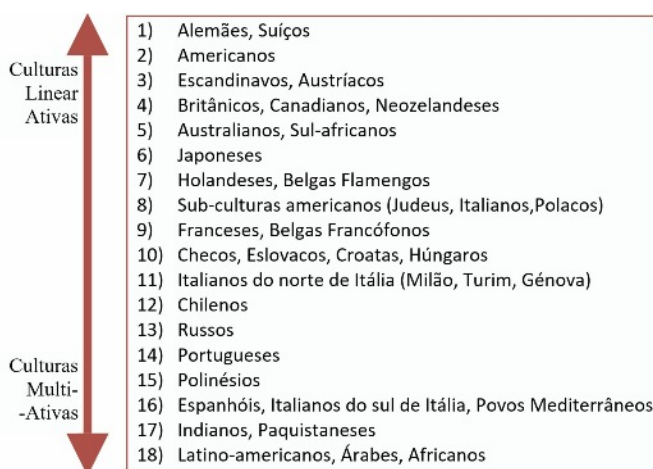 Culturas
Linear
Ativas
Culturas
Multi-
-Ativas
1) Alemães, Suíços
2) Americanos
3) Escandinavos, Austríacos
4) Britânicos, Canadianos, Neozelandeses
5) Australianos, Sul-africanos
6) Japoneses
7) Holandeses, Belgas Flamengos
8) Sub-culturas americanos (Judeus, Italianos,Polacos)
9) Franceses, Belgas Francófonos
10) Checos, Eslovacos, Croatas, Húngaros
11) Italianos do norte de Itália (Milão, Turim, Génova)
12) Chilenos
13) Russos
14) Portugueses
15) Polinésios
16) Espanhóis, Italianos do sul de Itália, Povos Mediterrâneos
17) Indianos, Paquistaneses
18) Latino-americanos, Árabes, Africanos